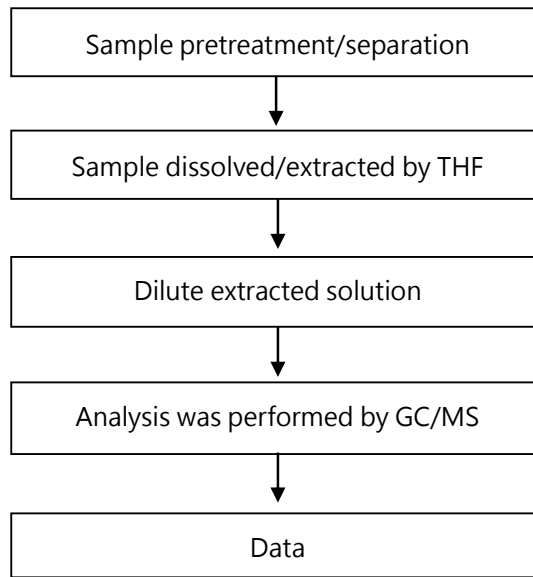 Sample pretreatment/separation
Sample dissolved/extracted by THF
Dilute extracted solution
Analysis was performed by GC/MS
Data